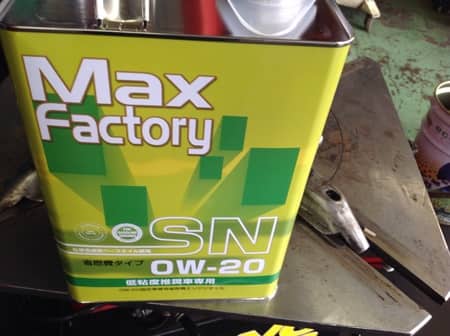 Max
Factory
SN
省燃費タイプ
0W-20
低粘度推奨車専用